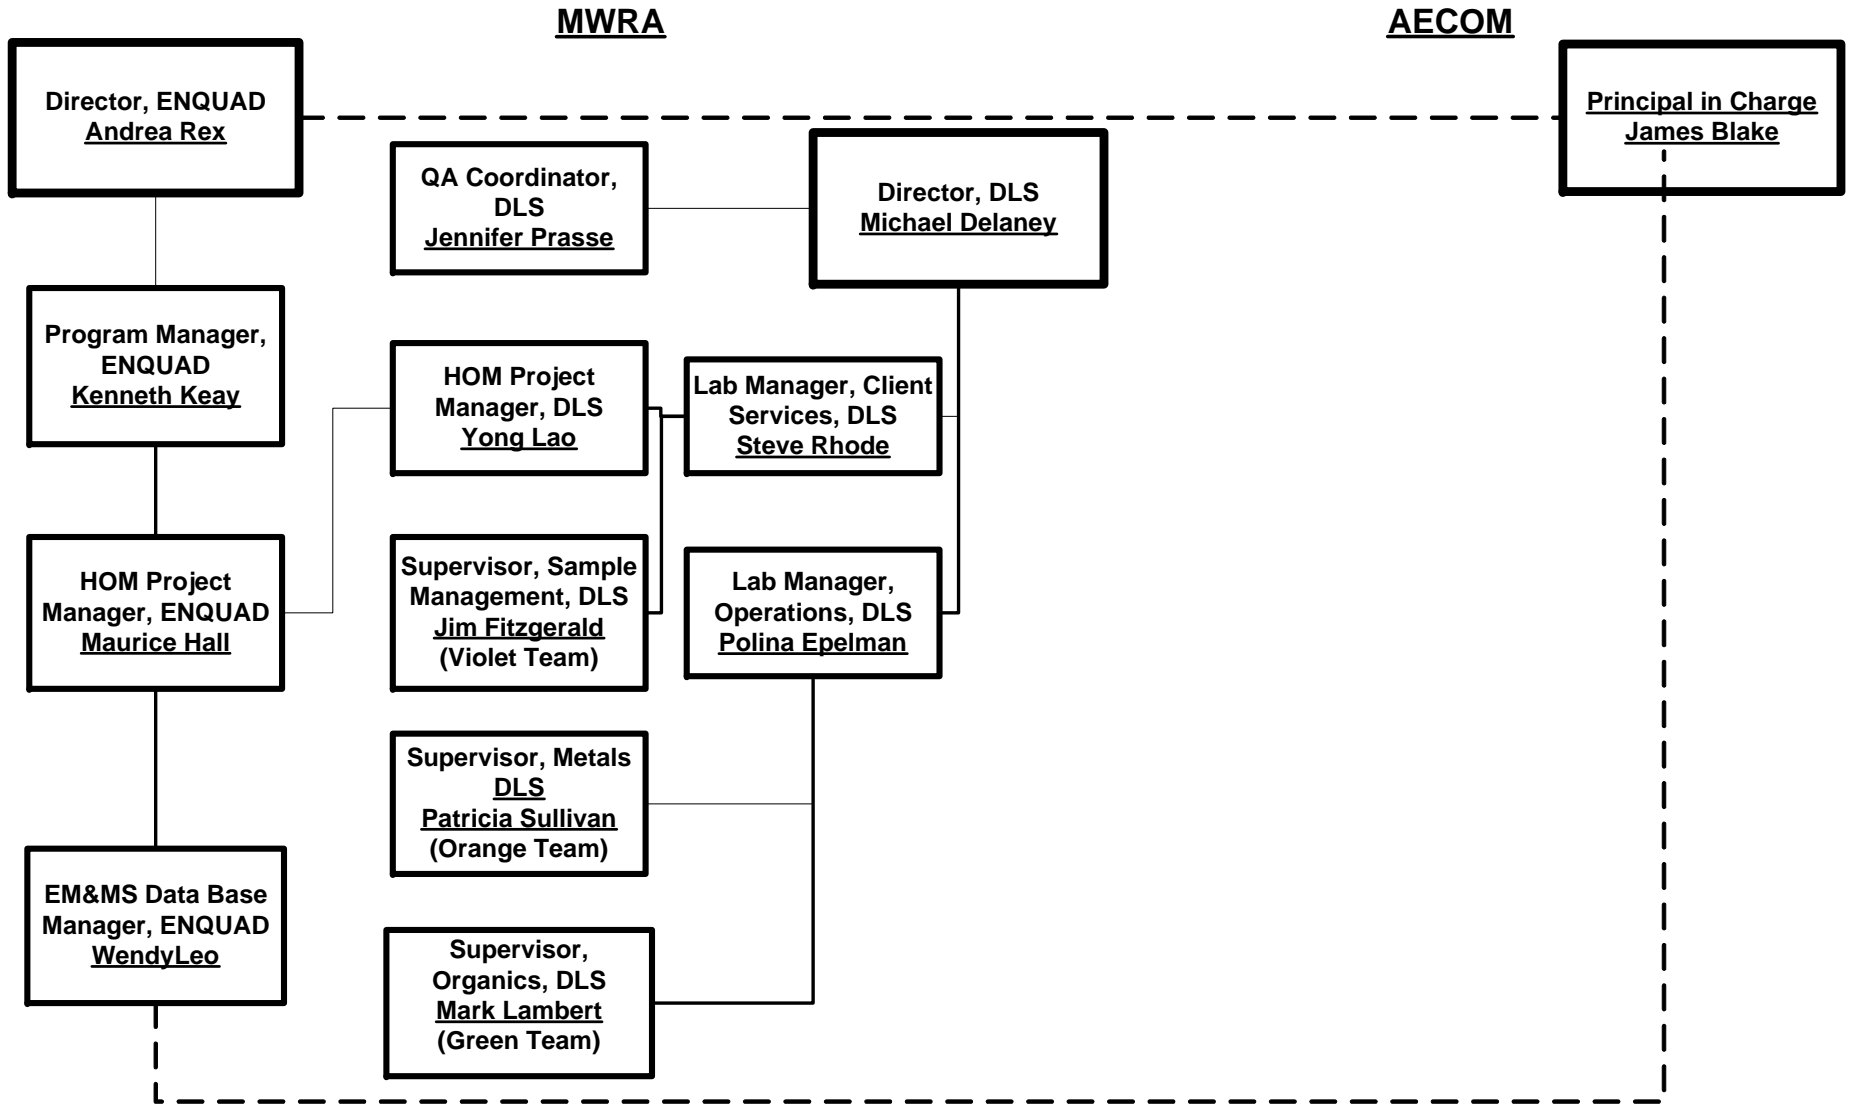 MWRA
AECOM
Director, ENQUAD
Andrea Rex
Principal in Charge
James Blake
QA Coordinator,
DLS
Jennifer Prasse
Director, DLS
Michael Delaney
Program Manager,
ENQUAD
Kenneth Keay
HOM Project
Manager, DLS
Yong Lao
Lab Manager, Client
Services, DLS
Steve Rhode
HOM Project
Manager, ENQUAD
Maurice Hall
Supervisor, Sample
Management, DLS
Jim Fitzgerald
(Violet Team)
Lab Manager,
Operations, DLS
Polina Epelman
Supervisor, Metals
DLS
Patricia Sullivan
(Orange Team)
EM&MS Data Base
Manager, ENQUAD
WendyLeo
Supervisor,
Organics, DLS
Mark Lambert
(Green Team)